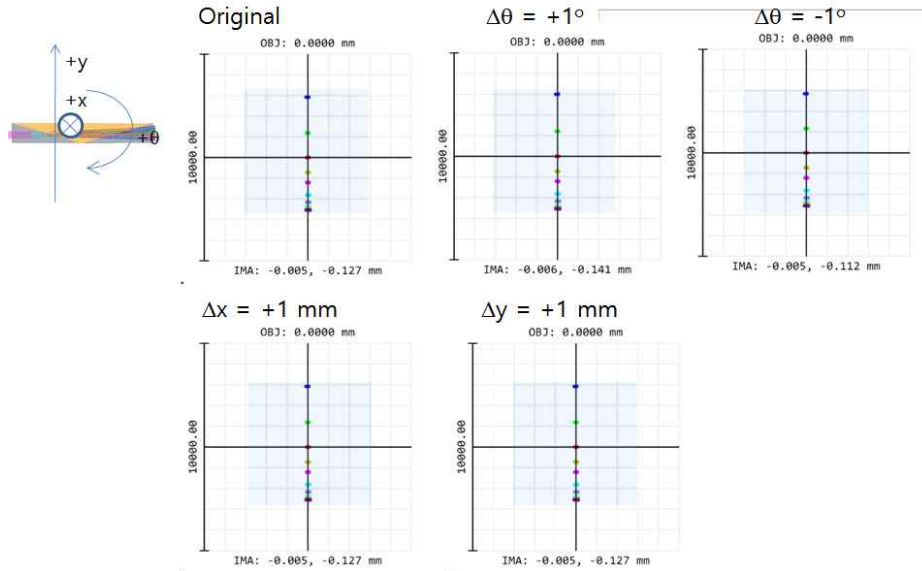 Original
Δθ = +1º
Δθ = -1º
OBJ: 0.0000 mm
OBJ: 0.0000 mm
OBJ: 0.0000 mm
+y
+x
+θ
10000.00
10000.00
10000.00
IMA: -0.005, -0.127 mm
IMA: -0.006, -0.141 mm
IMA: -0.005, -0.112 mm
Δx = +1 mm
Δy = +1 mm
OBJ: 0.0000 mm
OBJ: 0.0000 mm
10000.00
10000.00
IMA: -0.005, -0.127 mm
IMA: -0.005, -0.127 mm